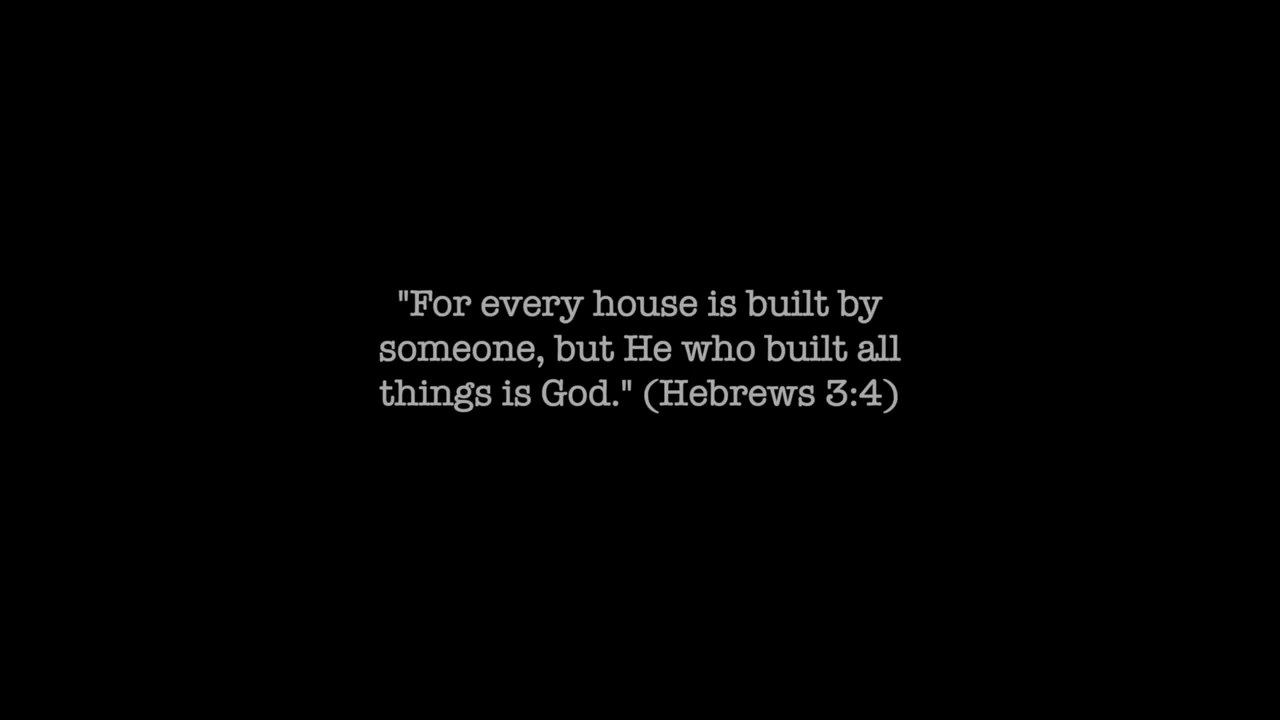 "For every house is built by
someone, but He who built all
things is God." (Hebrews 3:4)